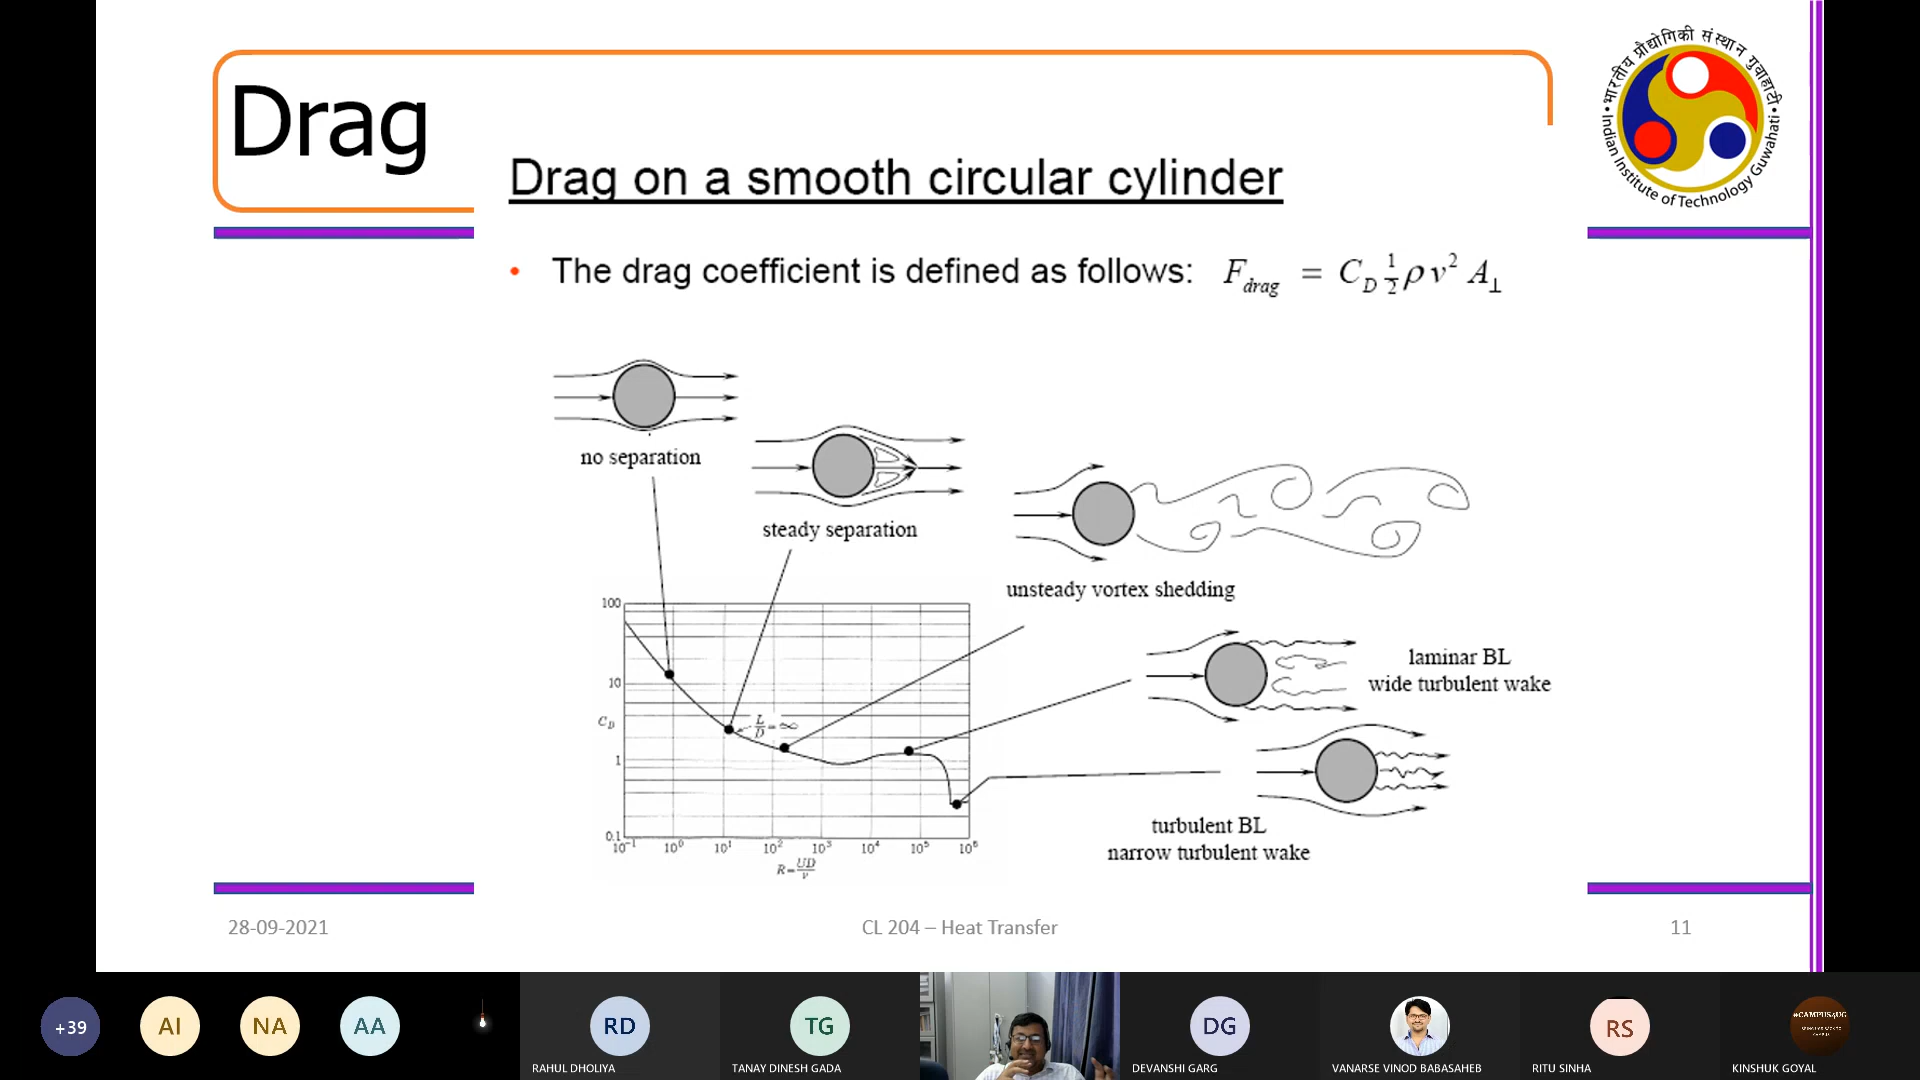 Drag
भारतीय प्रौद्योगिकी संस्थान गुवाहाटी
Indian Institute of Technology Guwahati
Drag on a smooth circular cylinder
• The drag coefficient is defined as follows: F_drag = C_D ½ ρ v² A_⊥
no separation
steady separation
unsteady vortex shedding
laminar BL
wide turbulent wake
turbulent BL
narrow turbulent wake
100
10
C_D
1
0.1
L/D = ∞
10⁻¹ 10⁰ 10¹ 10² 10³ 10⁴ 10⁵ 10⁶
R = UD/ν
28-09-2021
CL 204 – Heat Transfer
11
+39
AI
NA
AA
RD
RAHUL DHOLIYA
TG
TANAY DINESH GADA
DG
DEVANSHI GARG
VANARSE VINOD BABASAHEB
RS
RITU SINHA
#CAMPUS4UG
KINSHUK GOYAL